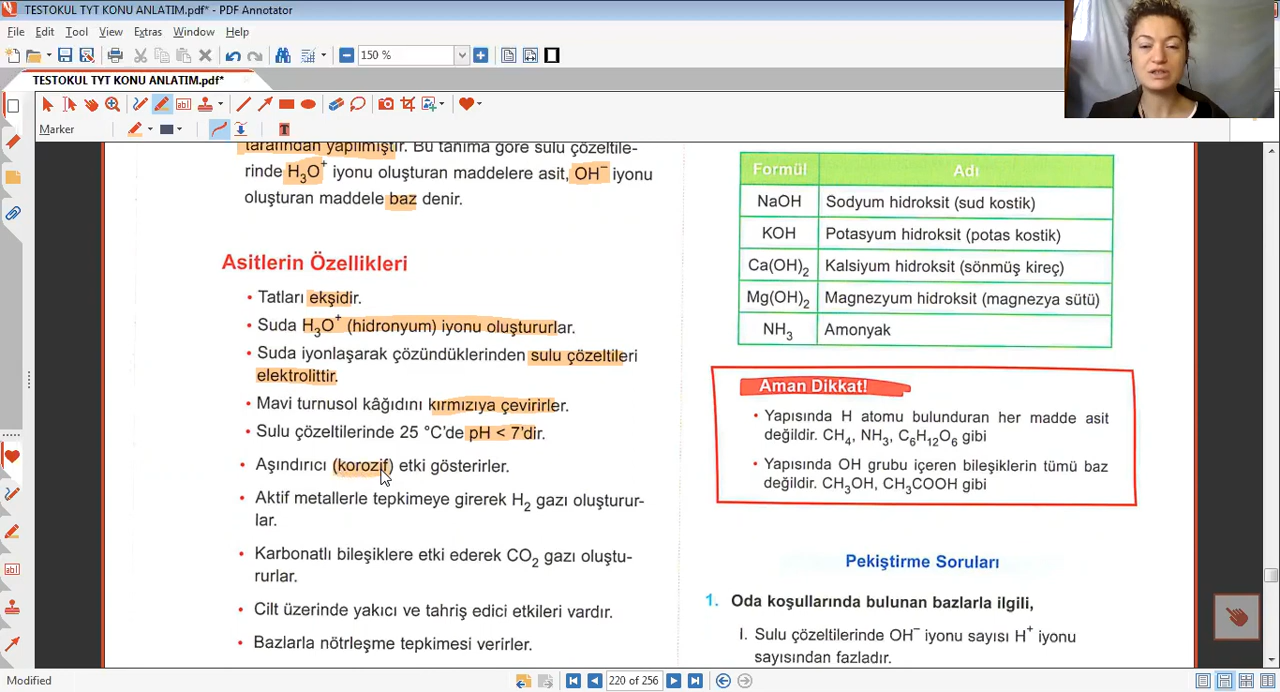 TESTOKUL TYT KONU ANLATIM.pdf* - PDF Annotator
File Edit Tool View Extras Window Help
150 %
TESTOKUL TYT KONU ANLATIM.pdf*
Marker
tarafından yapılmıştır. Bu tanıma göre sulu çözeltile-
rinde H₃O⁺ iyonu oluşturan maddelere asit, OH⁻ iyonu
oluşturan maddele baz denir.
Asitlerin Özellikleri
• Tatları ekşidir.
• Suda H₃O⁺ (hidronyum) iyonu oluştururlar.
• Suda iyonlaşarak çözündüklerinden sulu çözeltileri
elektrolittir.
• Mavi turnusol kâğıdını kırmızıya çevirirler.
• Sulu çözeltilerinde 25 °C'de pH < 7'dir.
• Aşındırıcı (korozif) etki gösterirler.
• Aktif metallerle tepkimeye girerek H₂ gazı oluşturur-
lar.
• Karbonatlı bileşiklere etki ederek CO₂ gazı oluştu-
rurlar.
• Cilt üzerinde yakıcı ve tahriş edici etkileri vardır.
• Bazlarla nötrleşme tepkimesi verirler.
Formül Adı
NaOH Sodyum hidroksit (sud kostik)
KOH Potasyum hidroksit (potas kostik)
Ca(OH)₂ Kalsiyum hidroksit (sönmüş kireç)
Mg(OH)₂ Magnezyum hidroksit (magnezya sütü)
NH₃ Amonyak
Aman Dikkat!
• Yapısında H atomu bulunduran her madde asit
değildir. CH₄, NH₃, C₆H₁₂O₆ gibi
• Yapısında OH grubu içeren bileşiklerin tümü baz
değildir. CH₃OH, CH₃COOH gibi
Pekiştirme Soruları
1. Oda koşullarında bulunan bazlarla ilgili,
I. Sulu çözeltilerinde OH⁻ iyonu sayısı H⁺ iyonu
sayısından fazladır.
Modified
220 of 256